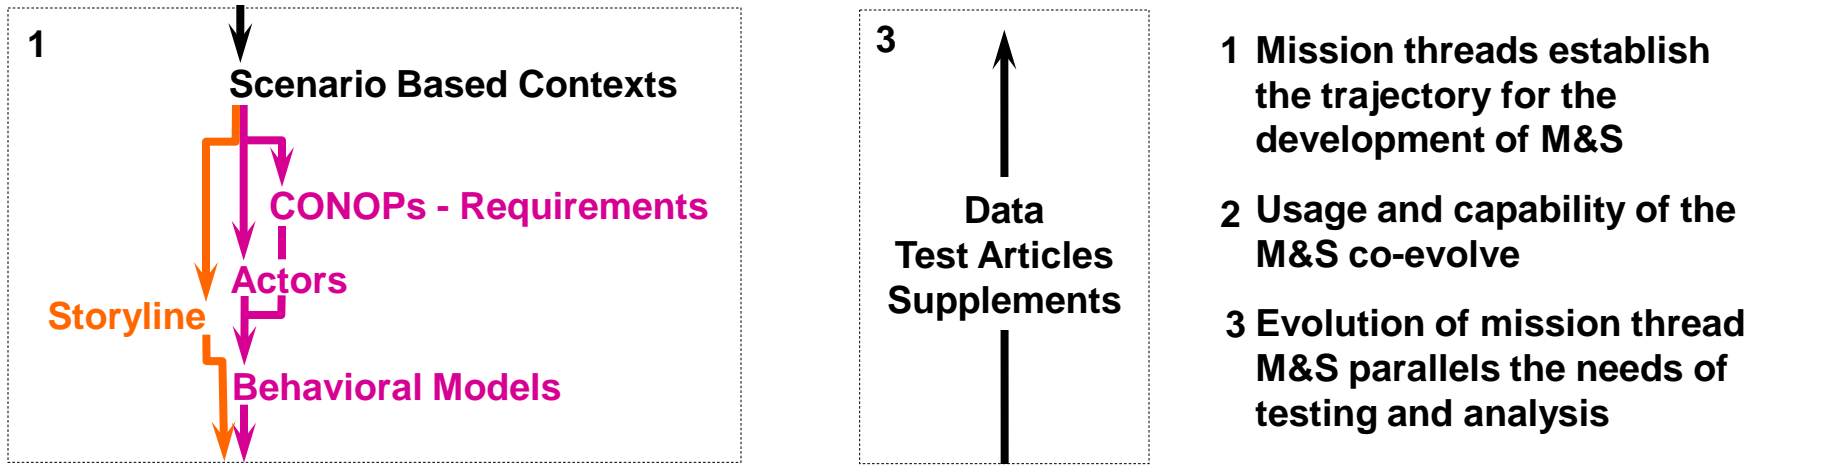 1
Scenario Based Contexts
CONOPs - Requirements
Actors
Storyline
Behavioral Models
3
Data
Test Articles
Supplements
1 Mission threads establish
the trajectory for the
development of M&S
2 Usage and capability of the
M&S co-evolve
3 Evolution of mission thread
M&S parallels the needs of
testing and analysis